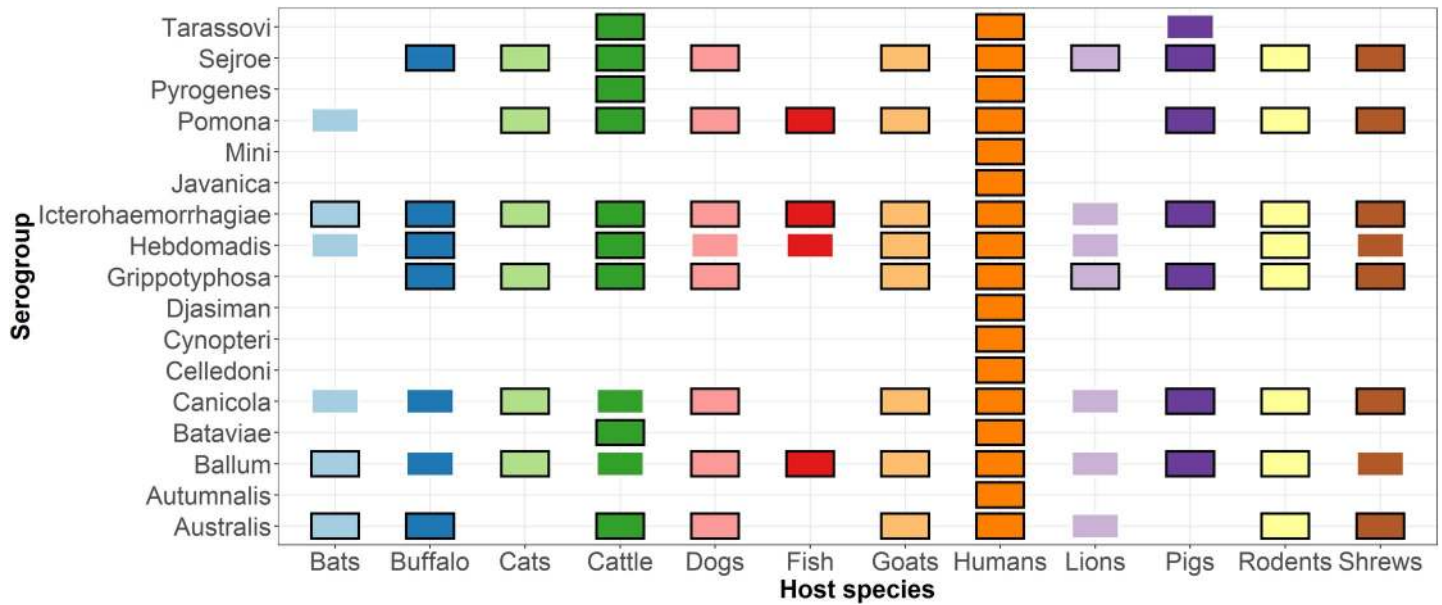 Tarassovi
Sejroe
Pyrogenes
Pomona
Mini
Javanica
Icterohaemorrhagiae
Hebdomadis
Grippotyphosa
Djasiman
Cynopteri
Celledoni
Canicola
Bataviae
Ballum
Autumnalis
Australis
Serogroup
Bats Buffalo Cats Cattle Dogs Fish Goats Humans Lions Pigs Rodents Shrews
Host species